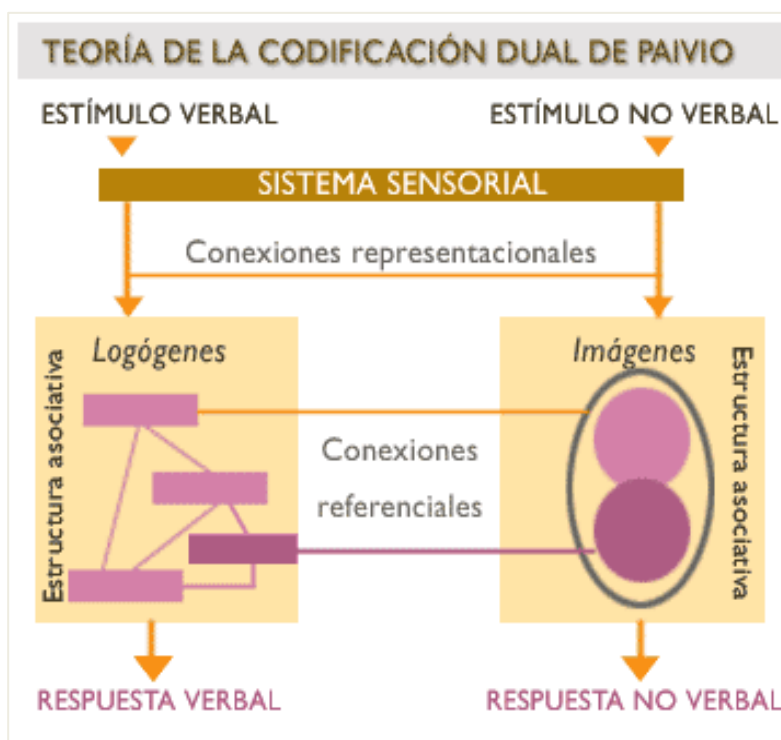 TEORÍA DE LA CODIFICACIÓN DUAL DE PAIVIO
ESTÍMULO VERBAL
ESTÍMULO NO VERBAL
SISTEMA SENSORIAL
Conexiones representacionales
Logógenes
Imágenes
Estructura asociativa
Estructura asociativa
Conexiones
referenciales
RESPUESTA VERBAL
RESPUESTA NO VERBAL